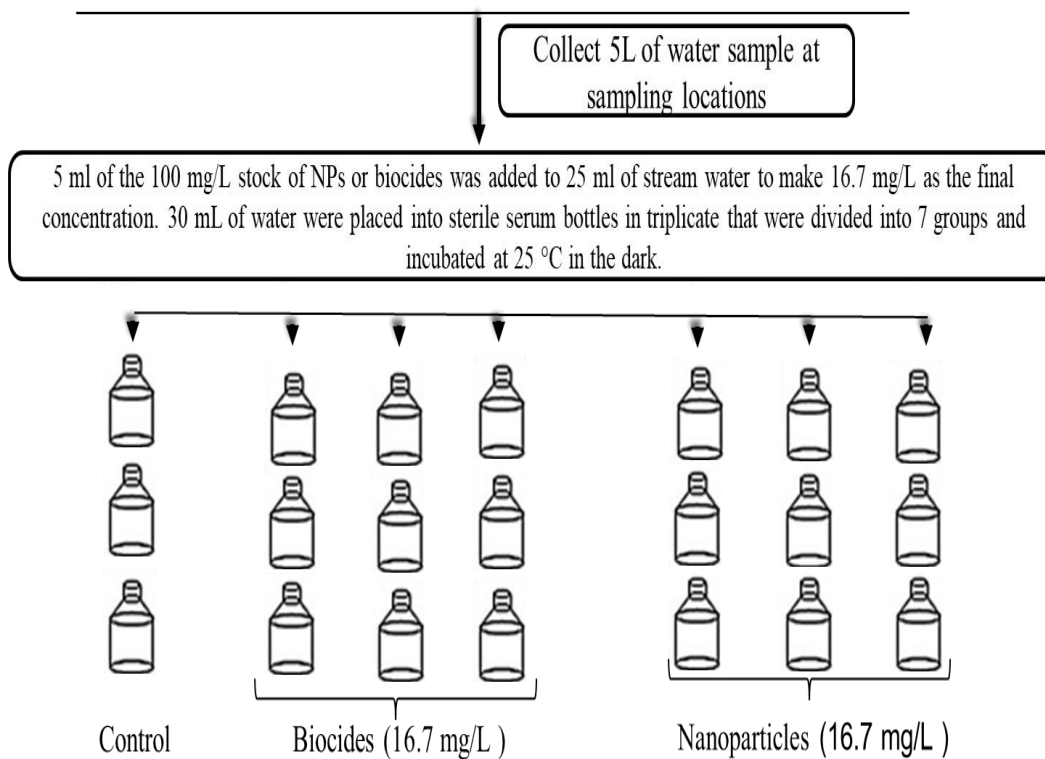 Collect 5L of water sample at
sampling locations
5 ml of the 100 mg/L stock of NPs or biocides was added to 25 ml of stream water to make 16.7 mg/L as the final
concentration. 30 mL of water were placed into sterile serum bottles in triplicate that were divided into 7 groups and
incubated at 25 °C in the dark.
Control
Biocides (16.7 mg/L )
Nanoparticles (16.7 mg/L )